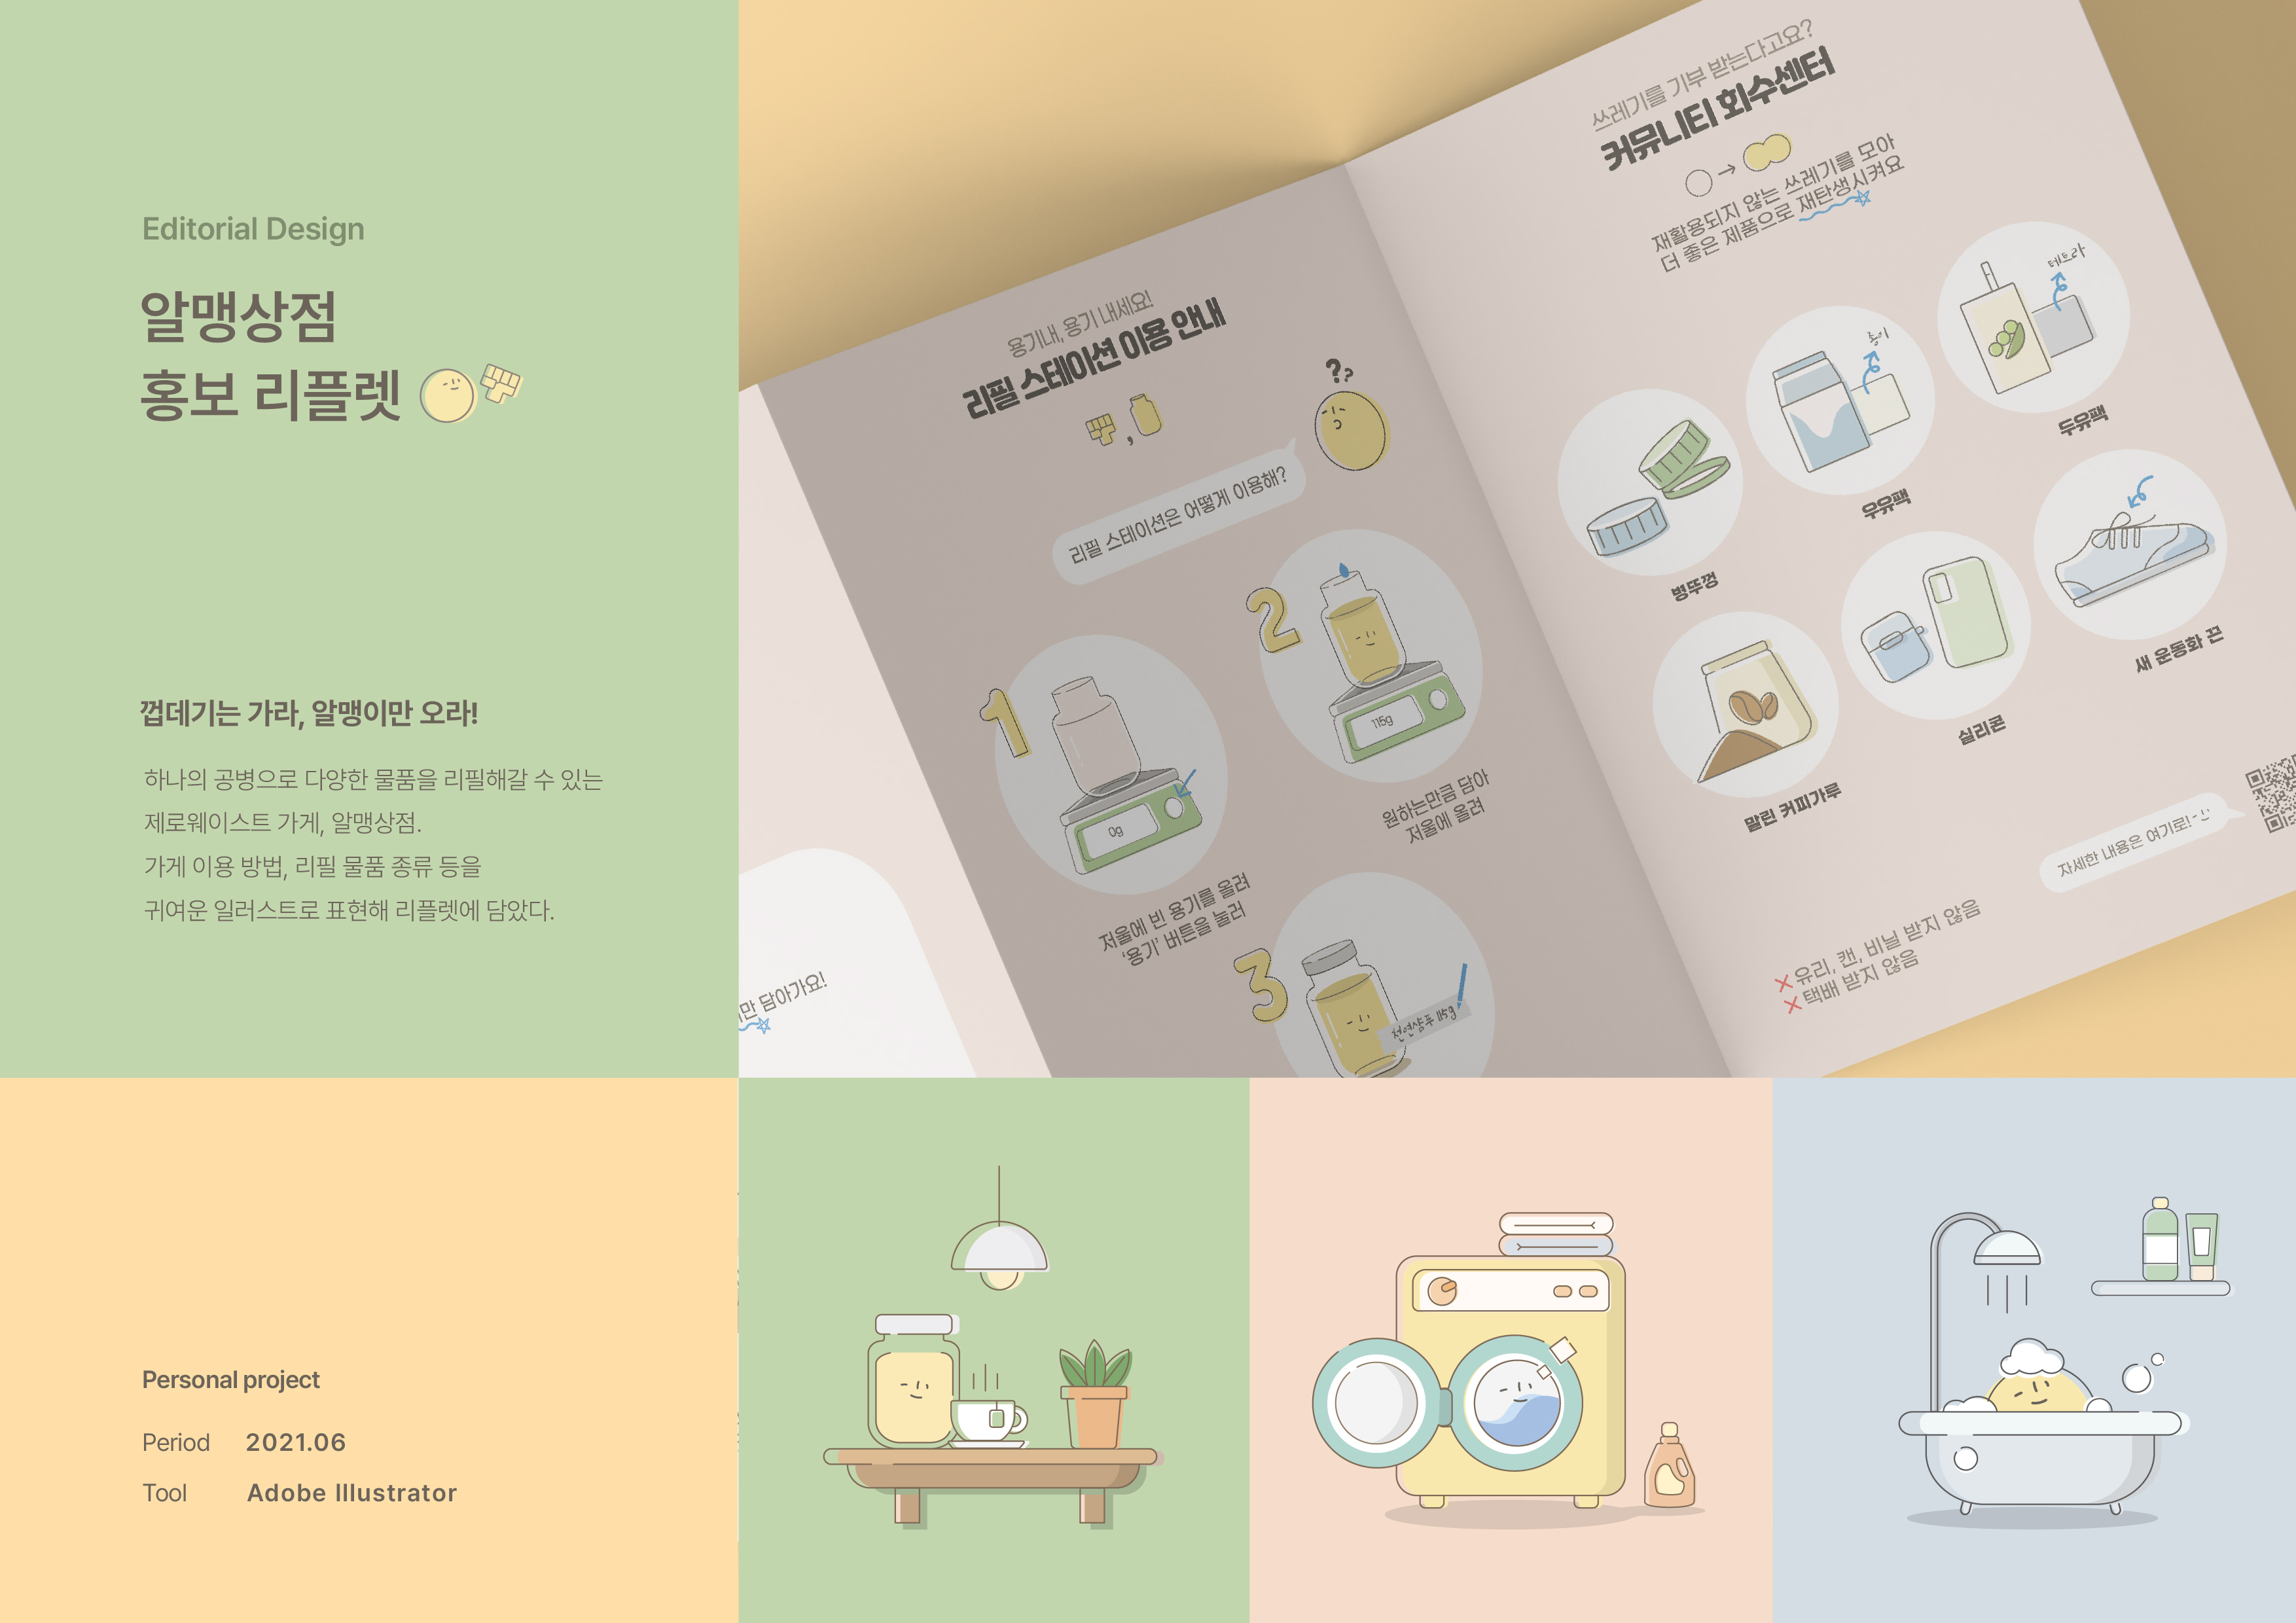 Editorial Design
알맹상점
홍보 리플렛
껍데기는 가라, 알맹이만 오라!
하나의 공병으로 다양한 물품을 리필해갈 수 있는
제로웨이스트 가게, 알맹상점.
가게 이용 방법, 리필 물품 종류 등을
귀여운 일러스트로 표현해 리플렛에 담았다.
만 담아가요!
용기내, 용기 내세요!
리필 스테이션 이용 안내
,
??
리필 스테이션은 어떻게 이용해?
1
0g
저울에 빈 용기를 올려
‘용기’ 버튼을 눌러
2
115g
원하는만큼 담아
저울에 올려
3
천연샴푸 115g
쓰레기를 기부 받는다고요?
커뮤니티 회수센터
→
재활용되지 않는 쓰레기를 모아
더 좋은 제품으로 재탄생시켜요
병뚜껑
종이
우유팩
테트라
두유팩
말린 커피가루
실리콘
새 운동화 끈
자세한 내용은 여기로!
유리, 캔, 비닐 받지 않음
택배 받지 않음
Personal project
Period 2021.06
Tool Adobe Illustrator